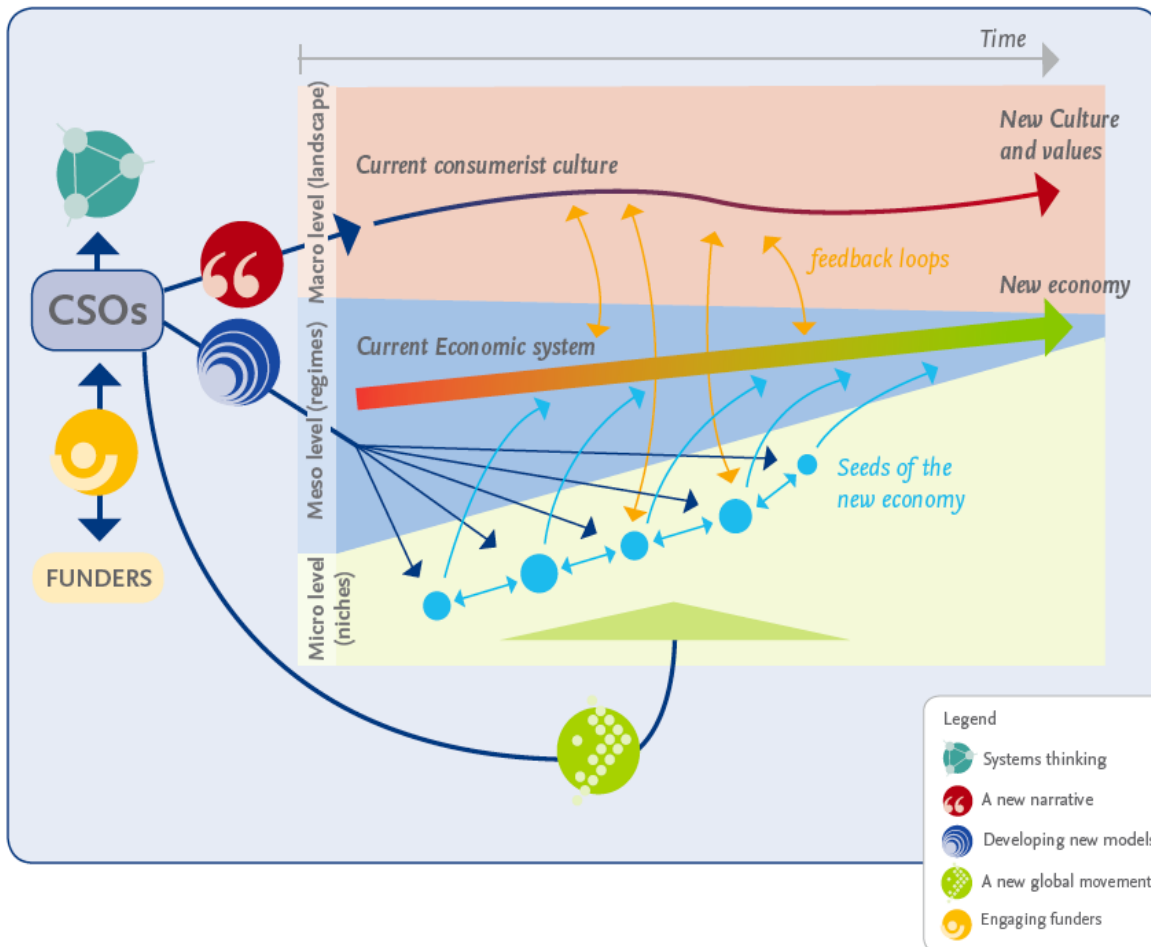 Time
Macro level (landscape)
New Culture
and values
Current consumerist culture
feedback loops
CSOs
New economy
Meso level (regimes)
Current Economic system
Seeds of the
new economy
FUNDERS
Micro level
(niches)
Legend
Systems thinking
A new narrative
Developing new models
A new global movement
Engaging funders